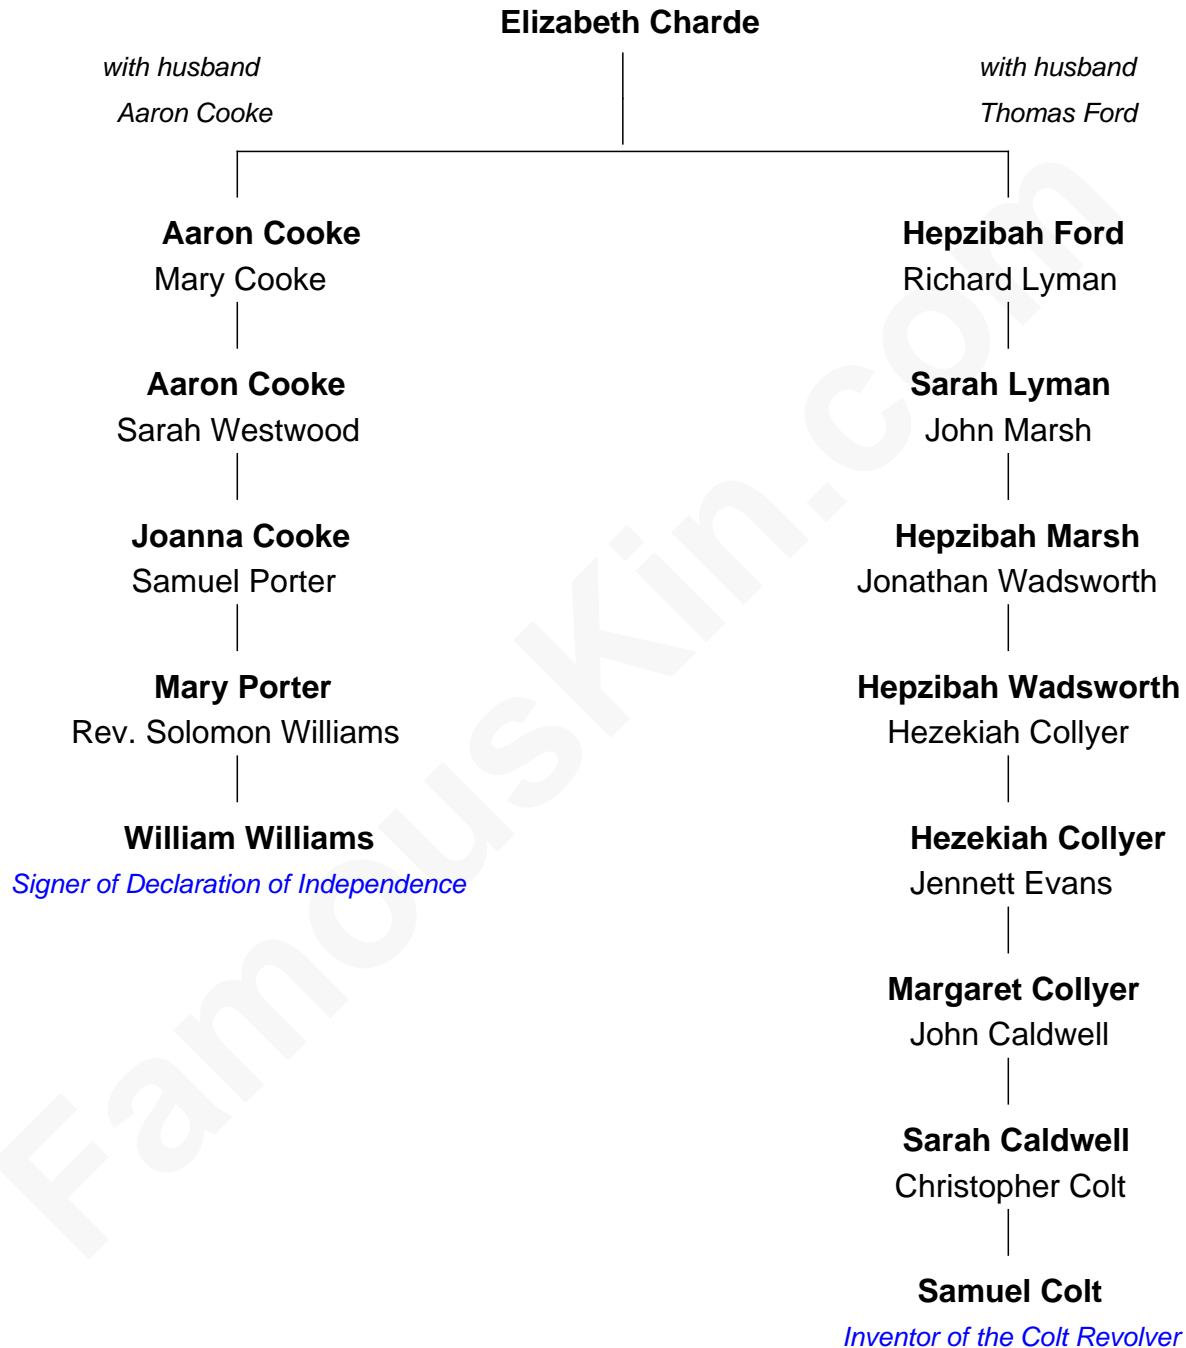 Elizabeth Charde
with husband
Aaron Cooke
with husband
Thomas Ford
Aaron Cooke
Mary Cooke
Aaron Cooke
Sarah Westwood
Joanna Cooke
Samuel Porter
Mary Porter
Rev. Solomon Williams
William Williams
Signer of Declaration of Independence
Hepzibah Ford
Richard Lyman
Sarah Lyman
John Marsh
Hepzibah Marsh
Jonathan Wadsworth
Hepzibah Wadsworth
Hezekiah Collyer
Hezekiah Collyer
Jennett Evans
Margaret Collyer
John Caldwell
Sarah Caldwell
Christopher Colt
Samuel Colt
Inventor of the Colt Revolver
FamousKin.com